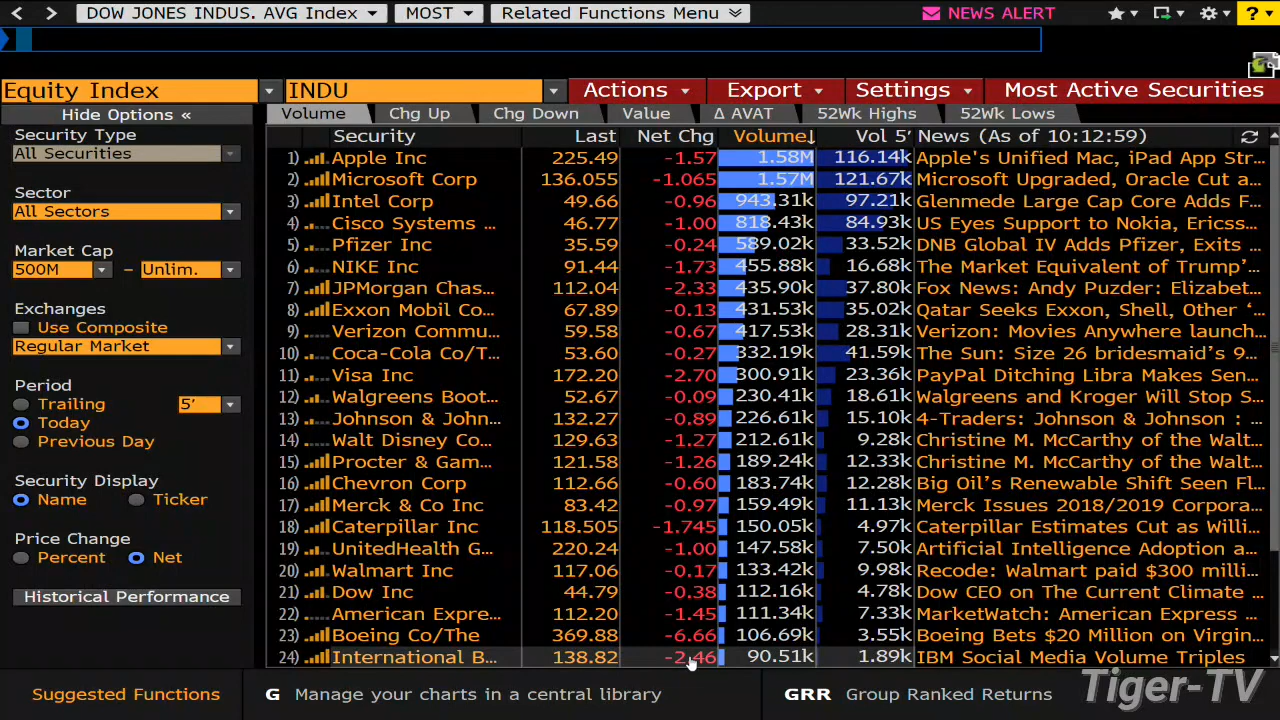 DOW JONES INDUS. AVG Index MOST Related Functions Menu NEWS ALERT ?
Equity Index INDU Actions Export Settings Most Active Securities
Hide Options « Volume Chg Up Chg Down Value Δ AVAT 52Wk Highs 52Wk Lows
Security Type
All Securities
Sector
All Sectors
Market Cap
500M – Unlim.
Exchanges
Use Composite
Regular Market
Period
Trailing 5'
Today
Previous Day
Security Display
Name Ticker
Price Change
Percent Net
Historical Performance
Security Last Net Chg Volume↓ Vol 5' News (As of 10:12:59)
1) Apple Inc 225.49 -1.57 1.58M 116.14k Apple's Unified Mac, iPad App Str…
2) Microsoft Corp 136.055 -1.065 1.57M 121.67k Microsoft Upgraded, Oracle Cut a…
3) Intel Corp 49.66 -0.96 943.31k 97.21k Glenmede Large Cap Core Adds F…
4) Cisco Systems … 46.77 -1.00 818.43k 84.93k US Eyes Support to Nokia, Ericss…
5) Pfizer Inc 35.59 -0.24 589.02k 33.52k DNB Global IV Adds Pfizer, Exits …
6) NIKE Inc 91.44 -1.73 455.88k 16.68k The Market Equivalent of Trump'…
7) JPMorgan Chas… 112.04 -2.33 435.90k 37.80k Fox News: Andy Puzder: Elizabet…
8) Exxon Mobil Co… 67.89 -0.13 431.53k 35.02k Qatar Seeks Exxon, Shell, Other '…
9) Verizon Commu… 59.58 -0.67 417.53k 28.31k Verizon: Movies Anywhere launch…
10) Coca-Cola Co/T… 53.60 -0.27 332.19k 41.59k The Sun: Size 26 bridesmaid's 9…
11) Visa Inc 172.20 -2.70 300.91k 23.36k PayPal Ditching Libra Makes Sen…
12) Walgreens Boot… 52.67 -0.09 230.41k 18.61k Walgreens and Kroger Will Stop S…
13) Johnson & John… 132.27 -0.89 226.61k 15.10k 4-Traders: Johnson & Johnson : …
14) Walt Disney Co… 129.63 -1.27 212.61k 9.28k Christine M. McCarthy of the Walt…
15) Procter & Gam… 121.58 -1.26 189.24k 12.33k Christine M. McCarthy of the Walt…
16) Chevron Corp 112.66 -0.60 183.74k 12.28k Big Oil's Renewable Shift Seen Fl…
17) Merck & Co Inc 83.42 -0.97 159.49k 11.13k Merck Issues 2018/2019 Corpora…
18) Caterpillar Inc 118.505 -1.745 150.05k 4.97k Caterpillar Estimates Cut as Willi…
19) UnitedHealth G… 220.24 -1.00 147.58k 7.50k Artificial Intelligence Adoption a…
20) Walmart Inc 117.06 -0.17 133.42k 9.98k Recode: Walmart paid $300 milli…
21) Dow Inc 44.79 -0.38 112.16k 4.78k Dow CEO on The Current Climate …
22) American Expre… 112.20 -1.45 111.34k 7.33k MarketWatch: American Express …
23) Boeing Co/The 369.88 -6.66 106.69k 3.55k Boeing Bets $20 Million on Virgin…
24) International B… 138.82 -2.46 90.51k 1.89k IBM Social Media Volume Triples
Suggested Functions G Manage your charts in a central library GRR Group Ranked Returns
Tiger-TV